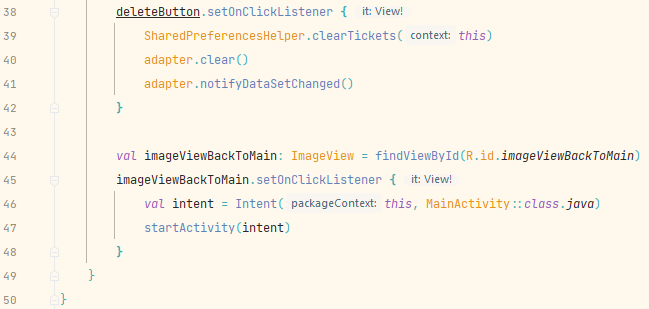 38 deleteButton.setOnClickListener { it: View!
39 SharedPreferencesHelper.clearTickets( context: this)
40 adapter.clear()
41 adapter.notifyDataSetChanged()
42 }
43
44 val imageViewBackToMain: ImageView = findViewById(R.id.imageViewBackToMain)
45 imageViewBackToMain.setOnClickListener { it: View!
46 val intent = Intent( packageContext: this, MainActivity::class.java)
47 startActivity(intent)
48 }
49 }
50 }